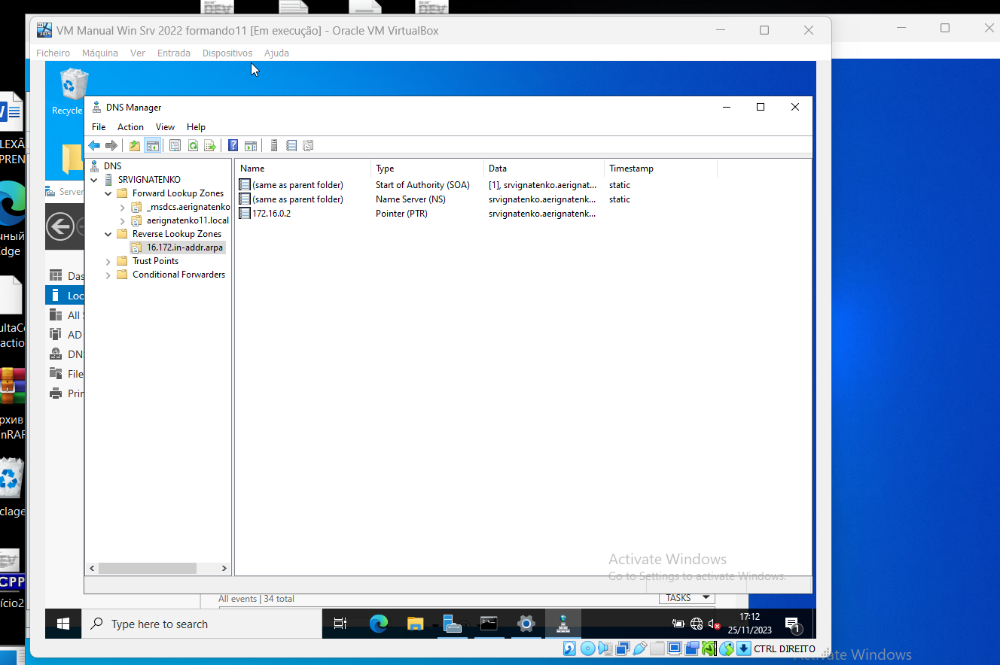 VM Manual Win Srv 2022 formando11 [Em execução] - Oracle VM VirtualBox
Ficheiro Máquina Ver Entrada Dispositivos Ajuda
Recycle
DNS Manager
File Action View Help
DNS
SRVIGNATENKO
Forward Lookup Zones
_msdcs.aerignatenko
aerignatenko11.local
Reverse Lookup Zones
16.172.in-addr.arpa
Trust Points
Conditional Forwarders
Name Type Data Timestamp
(same as parent folder) Start of Authority (SOA) [1], srvignatenko.aerignat... static
(same as parent folder) Name Server (NS) srvignatenko.aerignatenk... static
172.16.0.2 Pointer (PTR) srvignatenko.aerignatenk...
Server
Das
Loc
All
AD
DN
File
Prin
Activate Windows
Go to Settings to activate Windows.
All events | 34 total
TASKS
Type here to search
17:12
25/11/2023
1
CTRL DIREITO
Windows
LEXÃ
PREN
чный
Edge
ultaC
actio
рхив
nRAR
clage
CPP
ício2
DEV
DEV